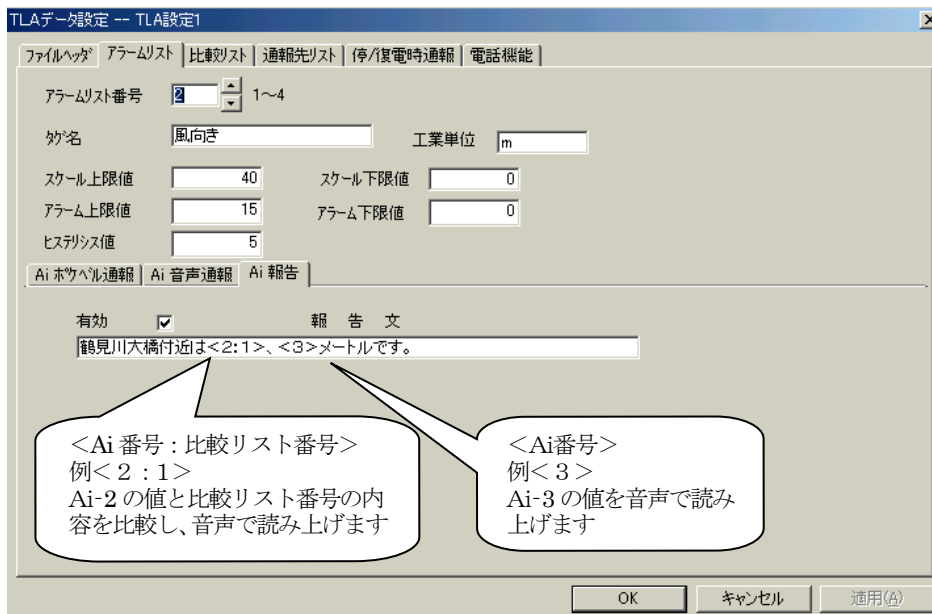 TLAデータ設定 -- TLA設定1
ファイルヘッダ アラームリスト 比較リスト 通報先リスト 停/復電時通報 電話機能
アラームリスト番号 2 1～4
タグ名 風向き 工業単位 m
スケール上限値 40 スケール下限値 0
アラーム上限値 15 アラーム下限値 0
ヒステリシス値 5
Ai ポケベル通報 Ai 音声通報 Ai 報告
有効 報 告 文
鶴見川大橋付近は<2:1>、<3>メートルです。
＜Ai 番号：比較リスト番号＞
例＜２：１＞
Ai-2 の値と比較リスト番号の内
容を比較し、音声で読み上げます
＜Ai番号＞
例＜３＞
Ai-3 の値を音声で読み
上げます
OK キャンセル 適用(A)